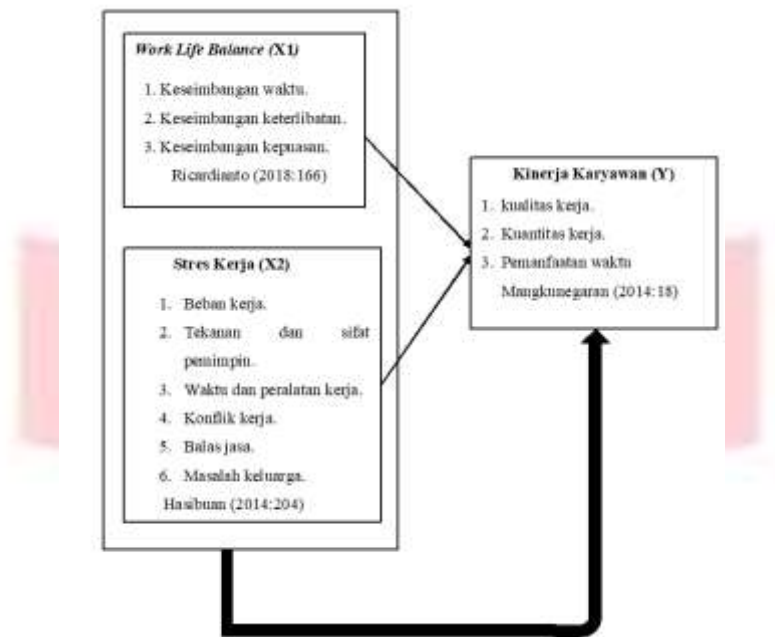 Work Life Balance (X1)
1. Keseimbangan waktu.
2. Keseimbangan keterlibatan.
3. Keseimbangan kepuasan.
Ricardianto (2018:166)
Stres Kerja (X2)
1. Beban kerja.
2. Tekanan dan sifat
pemimpin.
3. Waktu dan peralatan kerja.
4. Konflik kerja.
5. Balas jasa.
6. Masalah keluarga.
Hasibuan (2014:204)
Kinerja Karyawan (Y)
1. kualitas kerja.
2. Kuantitas kerja.
3. Pemanfaatan waktu
Mangkunegaran (2014:18)